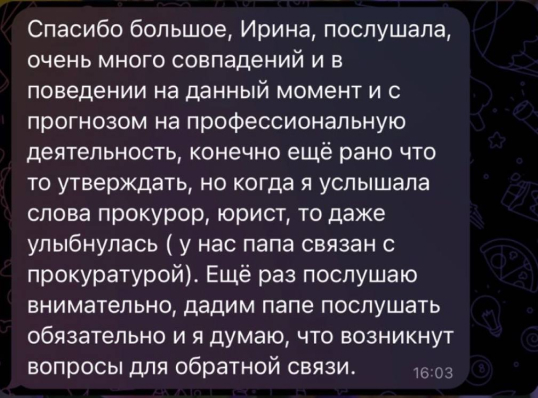 Спасибо большое, Ирина, послушала,
очень много совпадений и в
поведении на данный момент и с
прогнозом на профессиональную
деятельность, конечно ещё рано что
то утверждать, но когда я услышала
слова прокурор, юрист, то даже
улыбнулась ( у нас папа связан с
прокуратурой). Ещё раз послушаю
внимательно, дадим папе послушать
обязательно и я думаю, что возникнут
вопросы для обратной связи.
16:03